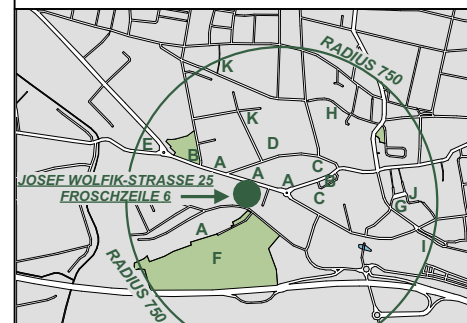 RADIUS 750
K
K
H
E
B
A
D
A
C
A
B
C
JOSEF WOLFIK-STRASSE 25
FROSCHZEILE 6
J
G
A
I
F
RADIUS 750